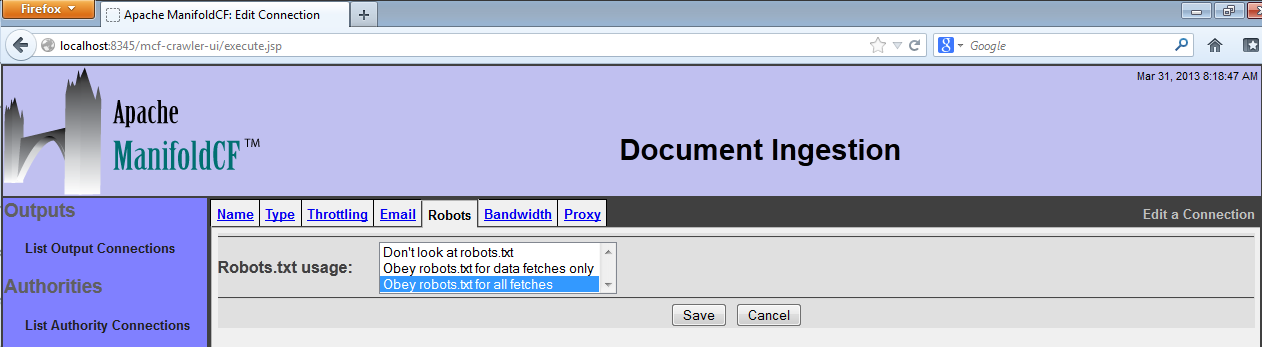 Firefox
Apache ManifoldCF: Edit Connection
localhost:8345/mcf-crawler-ui/execute.jsp
Google
Mar 31, 2013 8:18:47 AM
Apache
ManifoldCF™
Document Ingestion
Outputs
List Output Connections
Authorities
List Authority Connections
Name Type Throttling Email Robots Bandwidth Proxy Edit a Connection
Robots.txt usage:
Don't look at robots.txt
Obey robots.txt for data fetches only
Obey robots.txt for all fetches
Save Cancel